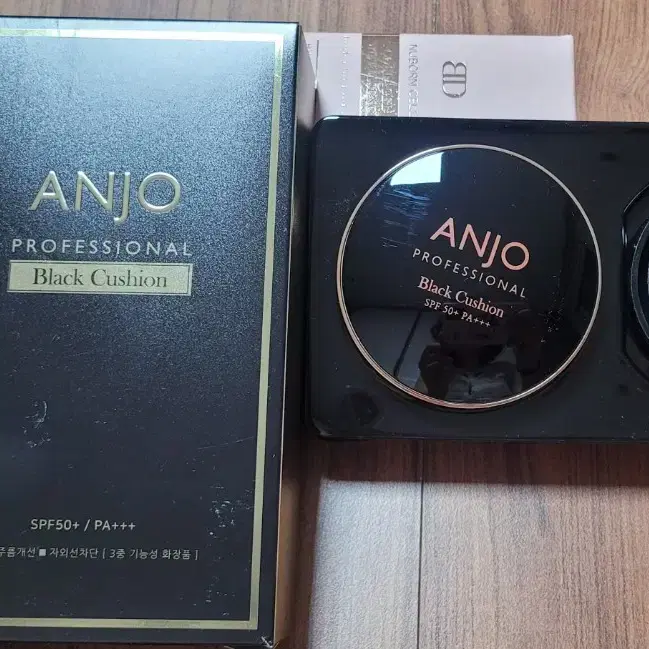 ANJO
PROFESSIONAL
Black Cushion
SPF50+ / PA+++
주름개선 ■ 자외선차단 [ 3중 기능성 화장품 ]
ANJO
PROFESSIONAL
Black Cushion
SPF 50+ PA+++